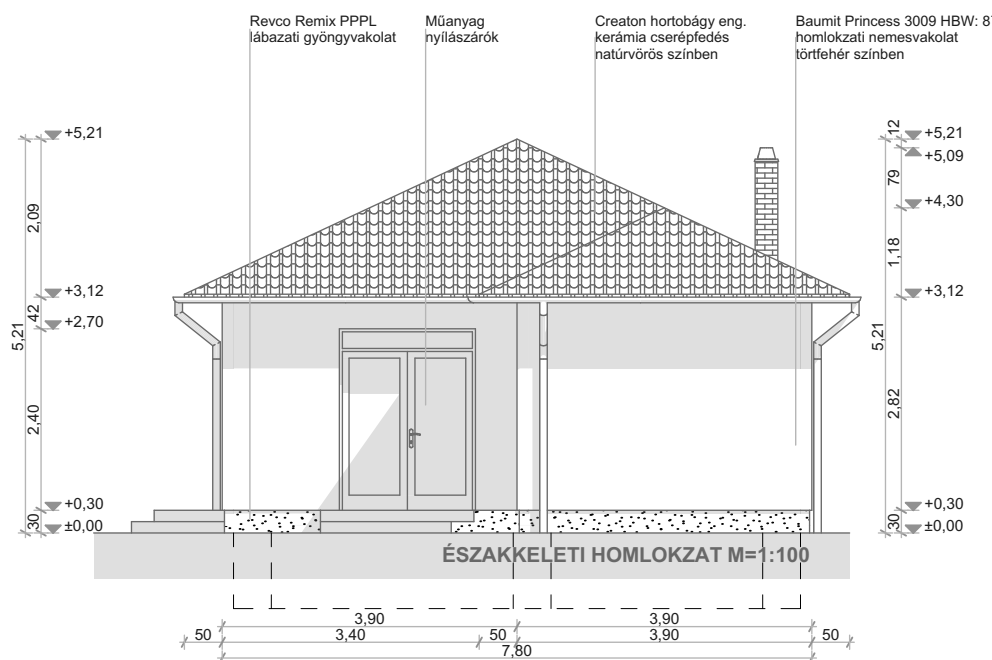 Revco Remix PPPL
lábazati gyöngyvakolat
Műanyag
nyílászárók
Creaton hortobágy eng.
kerámia cserépfedés
natúrvörös színben
Baumit Princess 3009 HBW: 8
homlokzati nemesvakolat
törtfehér színben
+5,21
+3,12
+2,70
+0,30
±0,00
5,21
2,09
42
2,40
30
12
79
1,18
2,82
30
5,21
+5,21
+5,09
+4,30
+3,12
+0,30
±0,00
ÉSZAKKELETI HOMLOKZAT M=1:100
3,90
3,90
50
3,40
50
3,90
50
7,80